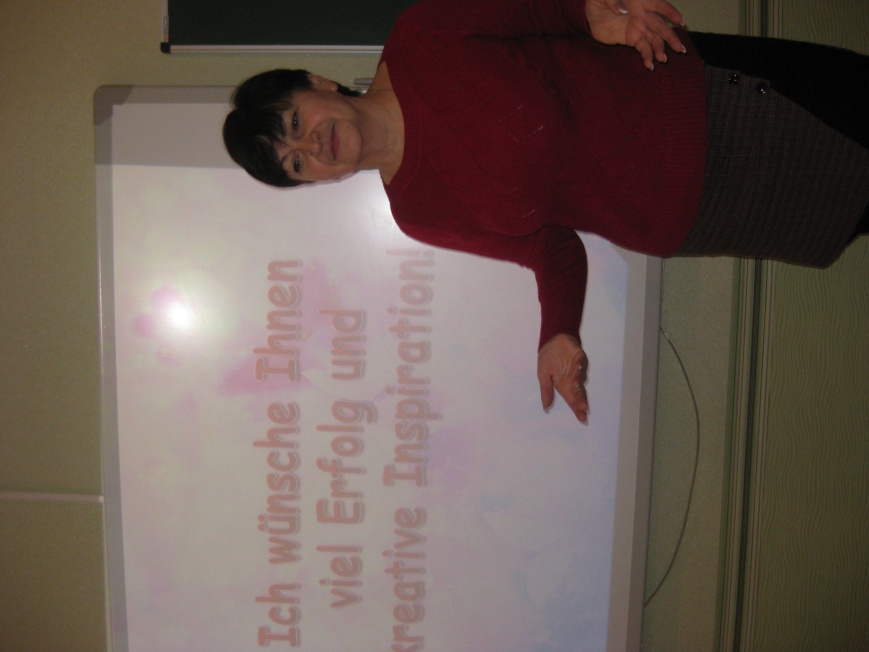 Ich wünsche Ihnen
viel Erfolg und
kreative Inspiration!